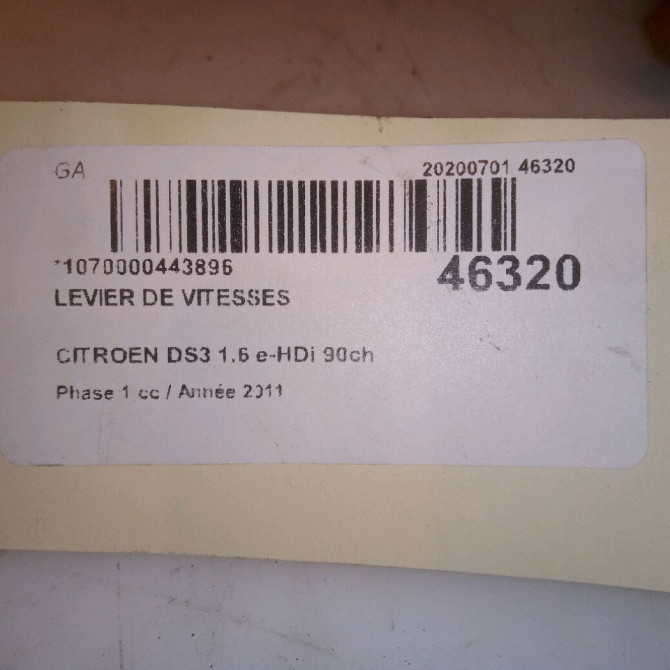 GA 20200701 46320
*1070000443896 46320
LEVIER DE VITESSES
CITROEN DS3 1.6 e-HDi 90ch
Phase 1 cc / Année 2011